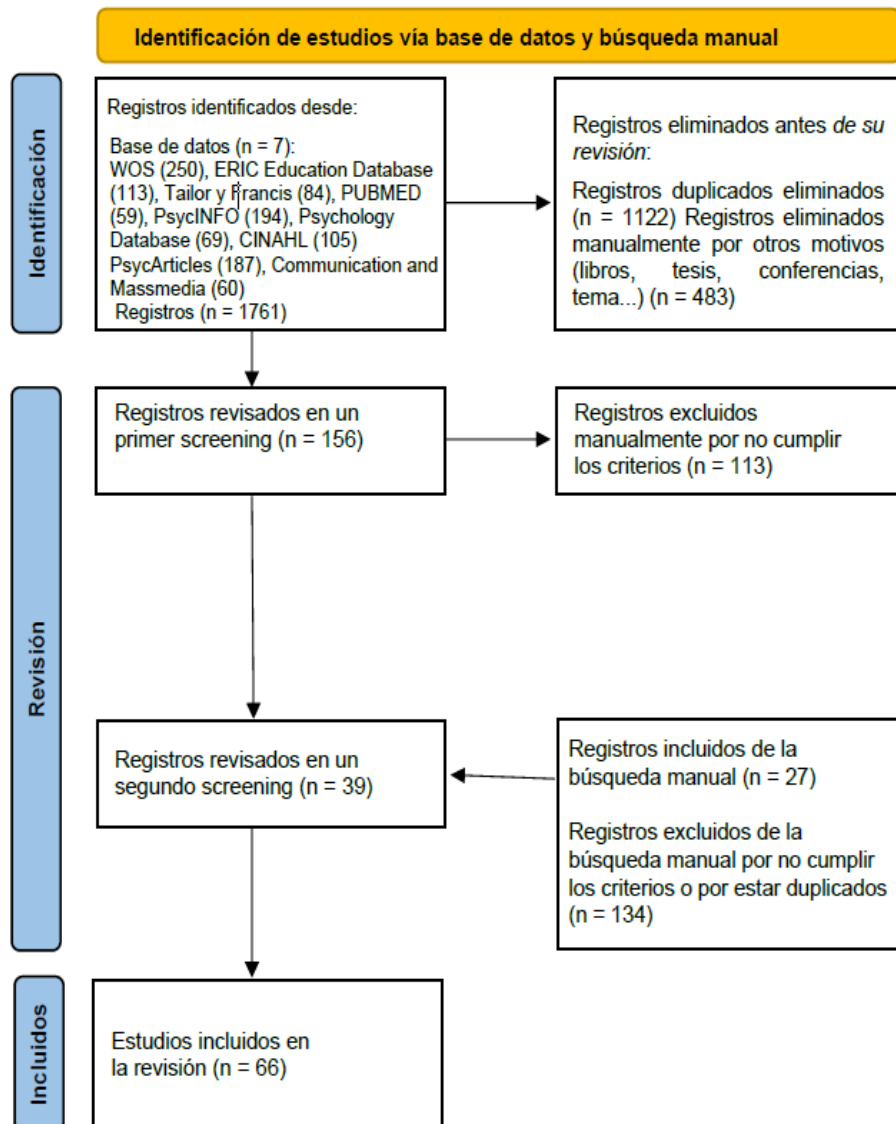 Identificación de estudios vía base de datos y búsqueda manual
Identificación
Registros identificados desde:
Base de datos (n = 7):
WOS (250), ERIC Education Database
(113), Tailor y Francis (84), PUBMED
(59), PsycINFO (194), Psychology
Database (69), CINAHL (105)
PsycArticles (187), Communication and
Massmedia (60)
Registros (n = 1761)
Registros eliminados antes de su
revisión:
Registros duplicados eliminados
(n = 1122) Registros eliminados
manualmente por otros motivos
(libros, tesis, conferencias,
tema...) (n = 483)
Revisión
Registros revisados en un
primer screening (n = 156)
Registros excluidos
manualmente por no cumplir
los criterios (n = 113)
Registros revisados en un
segundo screening (n = 39)
Registros incluidos de la
búsqueda manual (n = 27)
Registros excluidos de la
búsqueda manual por no cumplir
los criterios o por estar duplicados
(n = 134)
Incluidos
Estudios incluidos en
la revisión (n = 66)